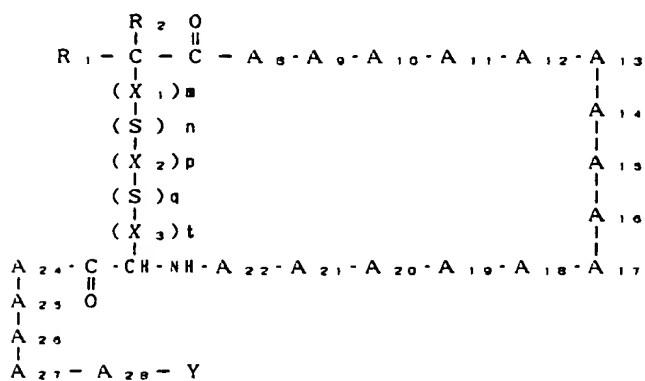 R 2 O
R 1 – C – C – A 8 – A 9 – A 10 – A 11 – A 12 – A 13
( X 1 ) m
A 14
( S ) n
( X 2 ) p
A 15
( S ) q
A 16
( X 3 ) t
A 24 – C – CH – NH – A 22 – A 21 – A 20 – A 19 – A 18 – A 17
A 25 O
A 26
A 27 – A 28 – Y